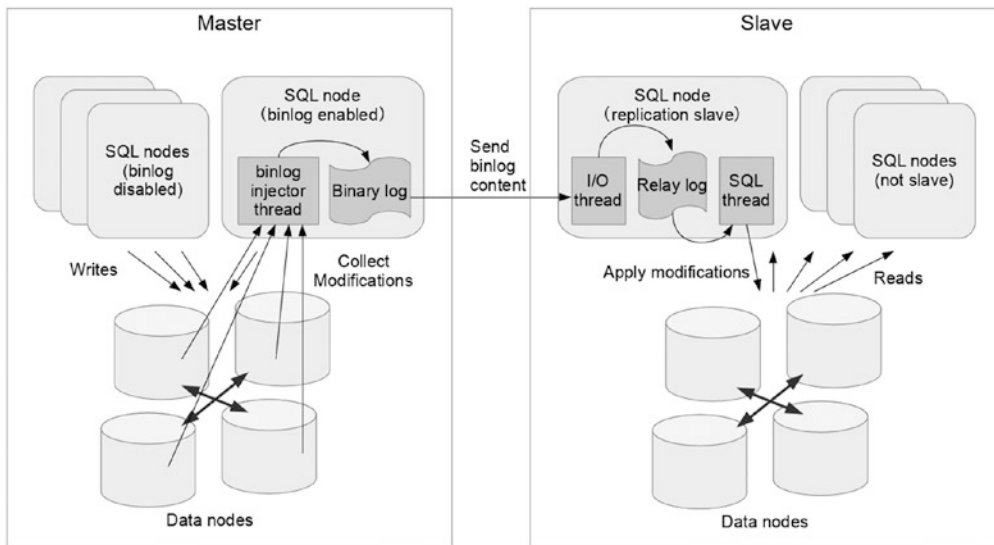 Master
SQL nodes
(binlog
disabled)
SQL node
(binlog enabled)
binlog
injector
thread
Binary log
Writes
Collect
Modifications
Data nodes
Send
binlog
content
Slave
SQL node
(replication slave)
I/O
thread
Relay log
SQL
thread
SQL nodes
(not slave)
Apply modifications
Reads
Data nodes